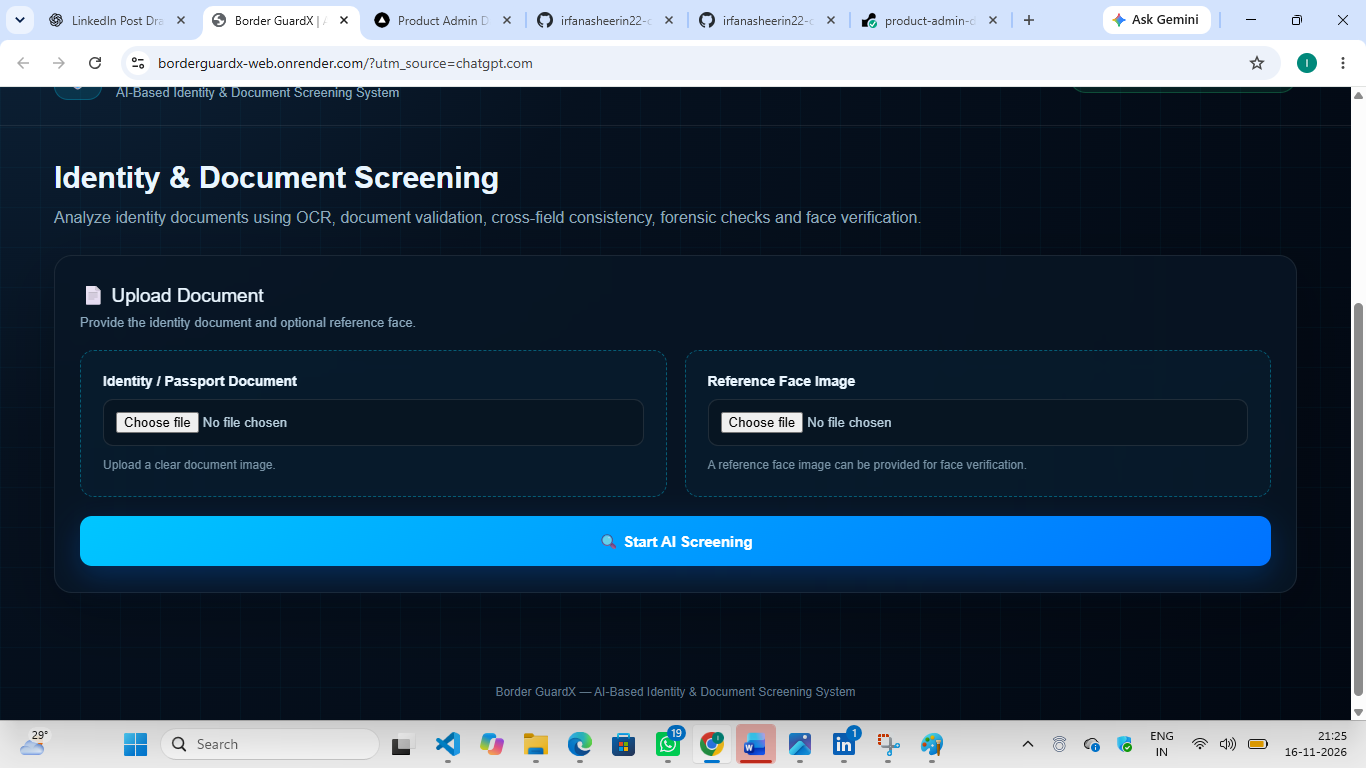 LinkedIn Post Dra
Border GuardX | A
Product Admin D
irfanasheerin22-c
irfanasheerin22-c
product-admin-d
Ask Gemini
borderguardx-web.onrender.com/?utm_source=chatgpt.com
I
AI-Based Identity & Document Screening System
Identity & Document Screening
Analyze identity documents using OCR, document validation, cross-field consistency, forensic checks and face verification.
Upload Document
Provide the identity document and optional reference face.
Identity / Passport Document
Choose file No file chosen
Upload a clear document image.
Reference Face Image
Choose file No file chosen
A reference face image can be provided for face verification.
Start AI Screening
Border GuardX — AI-Based Identity & Document Screening System
29°
Search
19
1
ENG
IN
21:25
16-11-2026